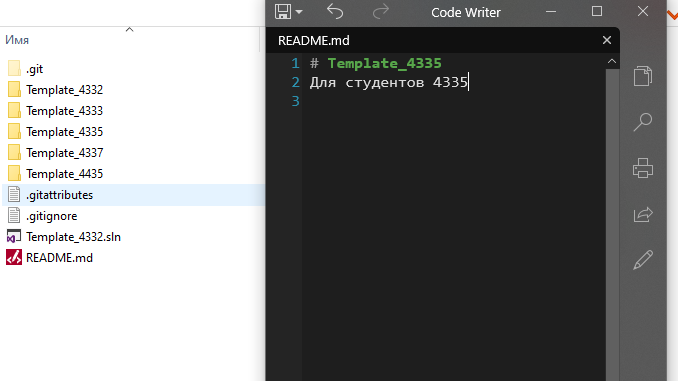 Имя
.git
Template_4332
Template_4333
Template_4335
Template_4337
Template_4435
.gitattributes
.gitignore
Template_4332.sln
README.md
Code Writer
README.md
1 # Template_4335
2 Для студентов 4335
3